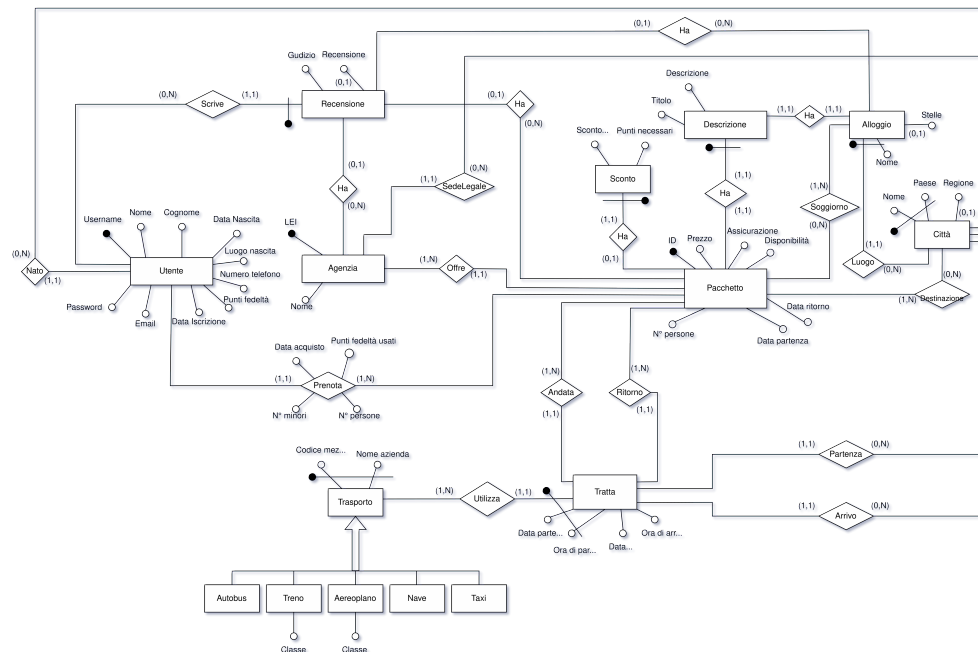 (0,1)
Ha
(0,N)
Gudizio
Recensione
(0,1)
(0,N)
Scrive
(1,1)
Recensione
(0,1)
Ha
(0,N)
Descrizione
Titolo
Descrizione
(1,1)
Ha
(1,1)
Alloggio
Stelle
(0,1)
Nome
Sconto...
Punti necessari
Sconto
(0,1)
Ha
(0,N)
(1,1)
(0,N)
SedeLegale
(1,1)
Ha
(1,1)
(1,N)
Soggiorno
(0,N)
Nome
Paese
Regione
(0,1)
Città
Username
Nome
Cognome
Data Nascita
Luogo nascita
Numero telefono
Punti fedeltà
Utente
Password
Email
Data Iscrizione
(0,N)
Nato
(1,1)
LEI
Agenzia
Nome
(1,N)
Offre
(1,1)
(1,1)
Ha
(0,1)
ID
Prezzo
Assicurazione
Disponibilità
Pacchetto
Data ritorno
Data partenza
N° persone
(1,1)
Luogo
(0,N)
(0,N)
(1,N)
Destinazione
Data acquisto
Punti fedeltà usati
(1,1)
Prenota
(1,N)
N° minori
N° persone
(1,N)
Andata
(1,1)
(1,N)
Ritorno
(1,1)
Codice mez...
Nome azienda
Trasporto
(1,N)
Utilizza
(1,1)
Tratta
Data parte...
Ora di par...
Data...
Ora di arr...
(1,1)
Partenza
(0,N)
(1,1)
Arrivo
(0,N)
Autobus
Treno
Aereoplano
Nave
Taxi
Classe
Classe